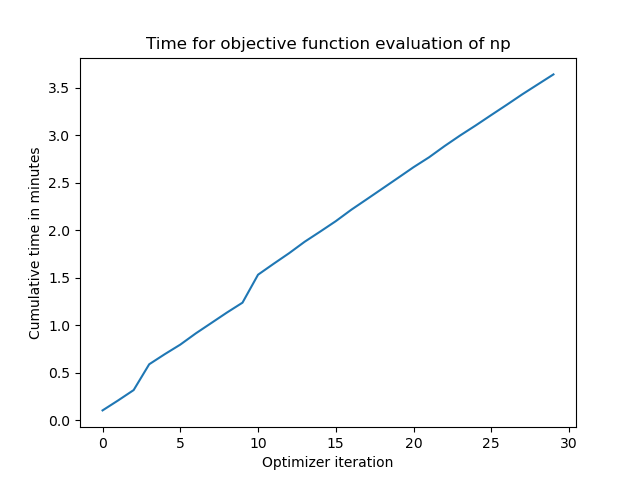 Time for objective function evaluation of np
Cumulative time in minutes
3.5
3.0
2.5
2.0
1.5
1.0
0.5
0.0
0 5 10 15 20 25 30
Optimizer iteration